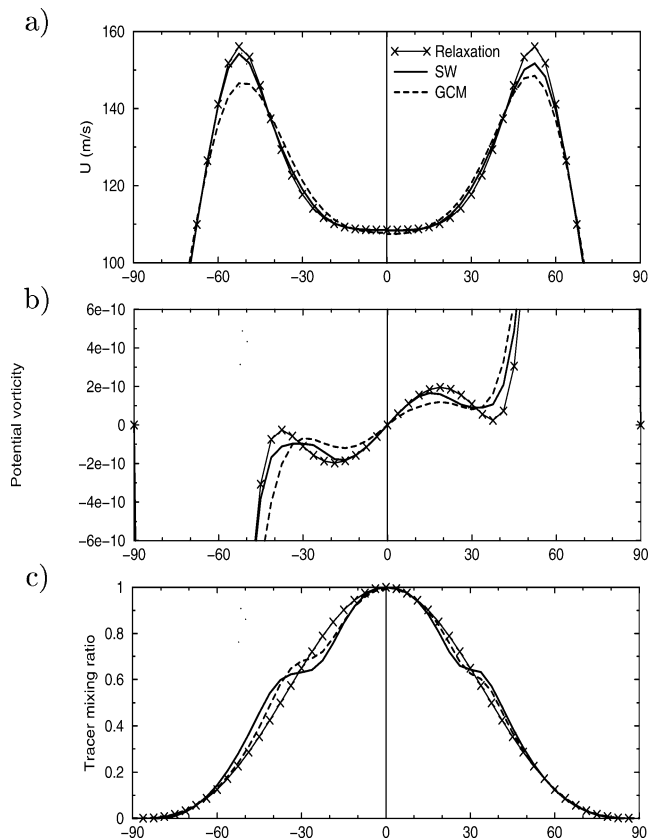 a)
160
140
120
100
U (m/s)
Relaxation
SW
GCM
−90 −60 −30 0 30 60 90
b)
6e−10
4e−10
2e−10
0
−2e−10
−4e−10
−6e−10
Potential vorticity
−90 −60 −30 0 30 60 90
c)
1
0.8
0.6
0.4
0.2
0
Tracer mixing ratio
−90 −60 −30 0 30 60 90